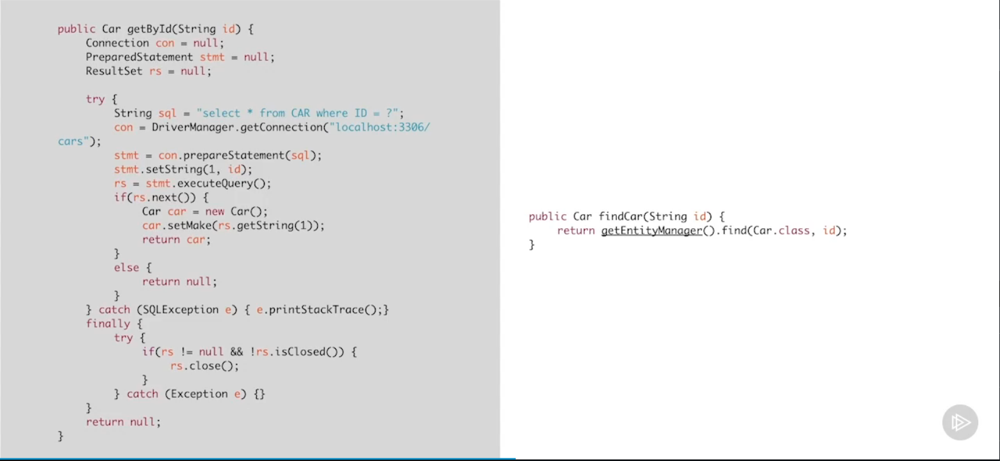 public Car getById(String id) {
Connection con = null;
PreparedStatement stmt = null;
ResultSet rs = null;
try {
String sql = "select * from CAR where ID = ?";
con = DriverManager.getConnection("localhost:3306/
cars");
stmt = con.prepareStatement(sql);
stmt.setString(1, id);
rs = stmt.executeQuery();
if(rs.next()) {
Car car = new Car();
car.setMake(rs.getString(1));
return car;
}
else {
return null;
}
} catch (SQLException e) { e.printStackTrace();}
finally {
try {
if(rs != null && !rs.isClosed()) {
rs.close();
}
} catch (Exception e) {}
}
return null;
}
public Car findCar(String id) {
return getEntityManager().find(Car.class, id);
}